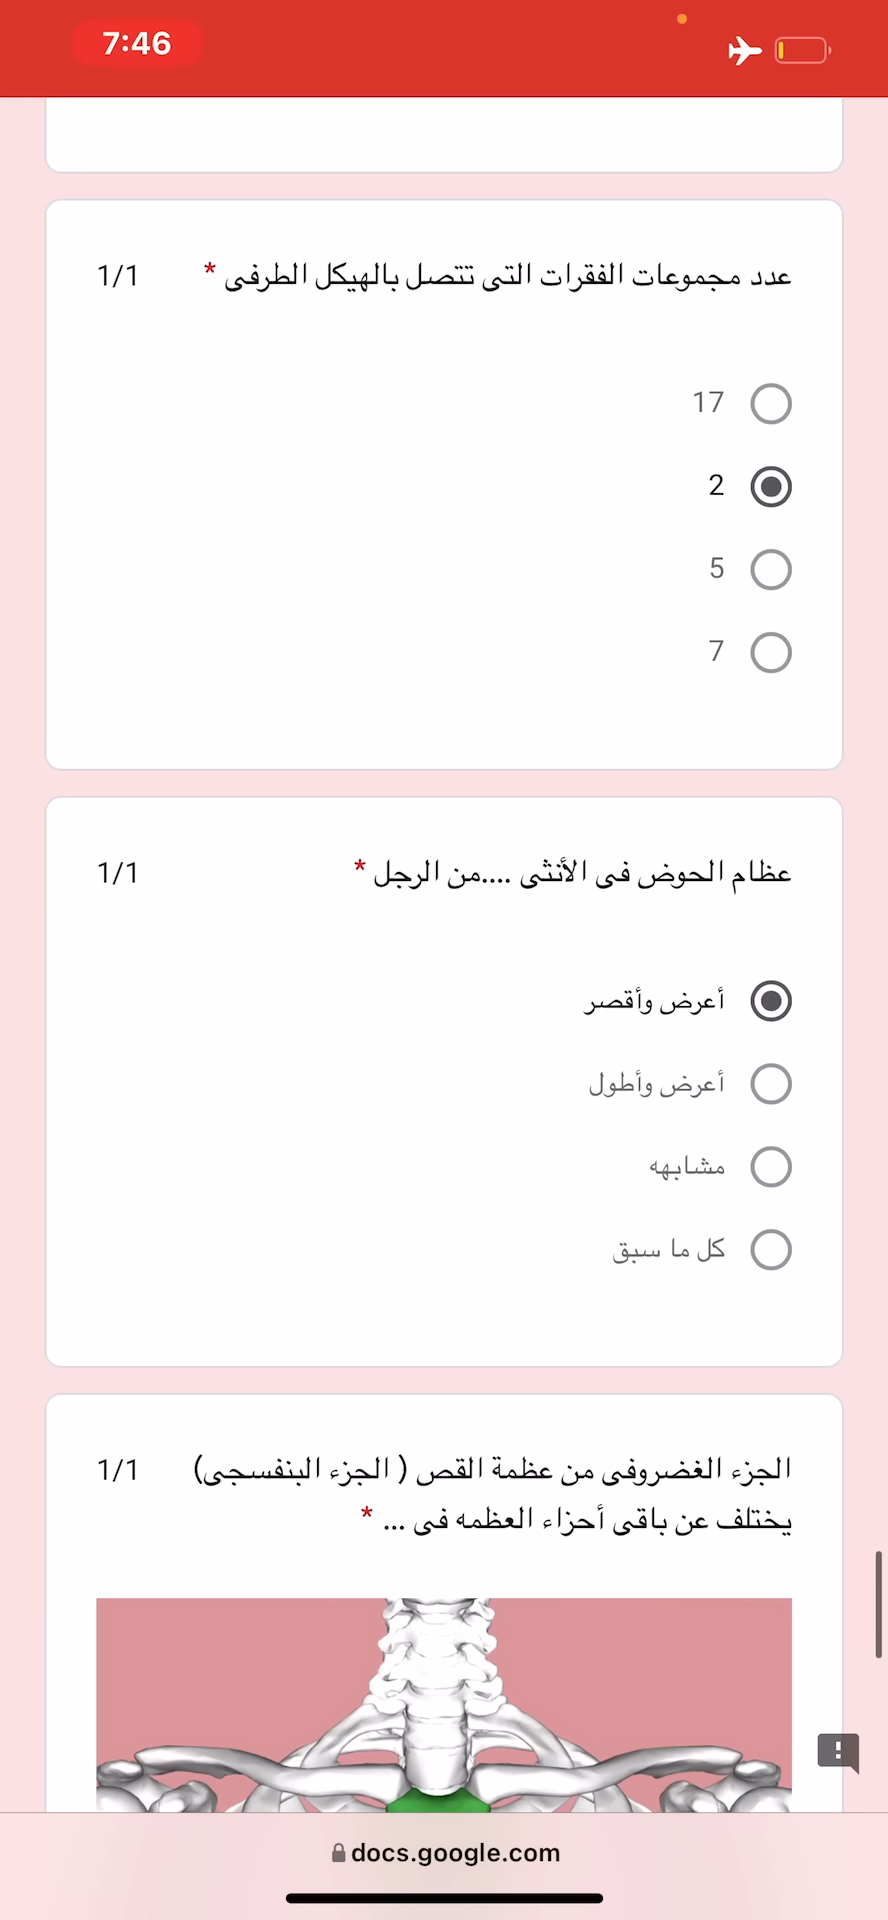 7:46
عدد مجموعات الفقرات التى تتصل بالهيكل الطرفى *
1/1
17
2
5
7
عظام الحوض فى الأنثى ....من الرجل *
1/1
أعرض وأقصر
أعرض وأطول
مشابهه
كل ما سبق
الجزء الغضروفى من عظمة القص ( الجزء البنفسجى)
1/1
يختلف عن باقى أجزاء العظمه فى ... *
docs.google.com